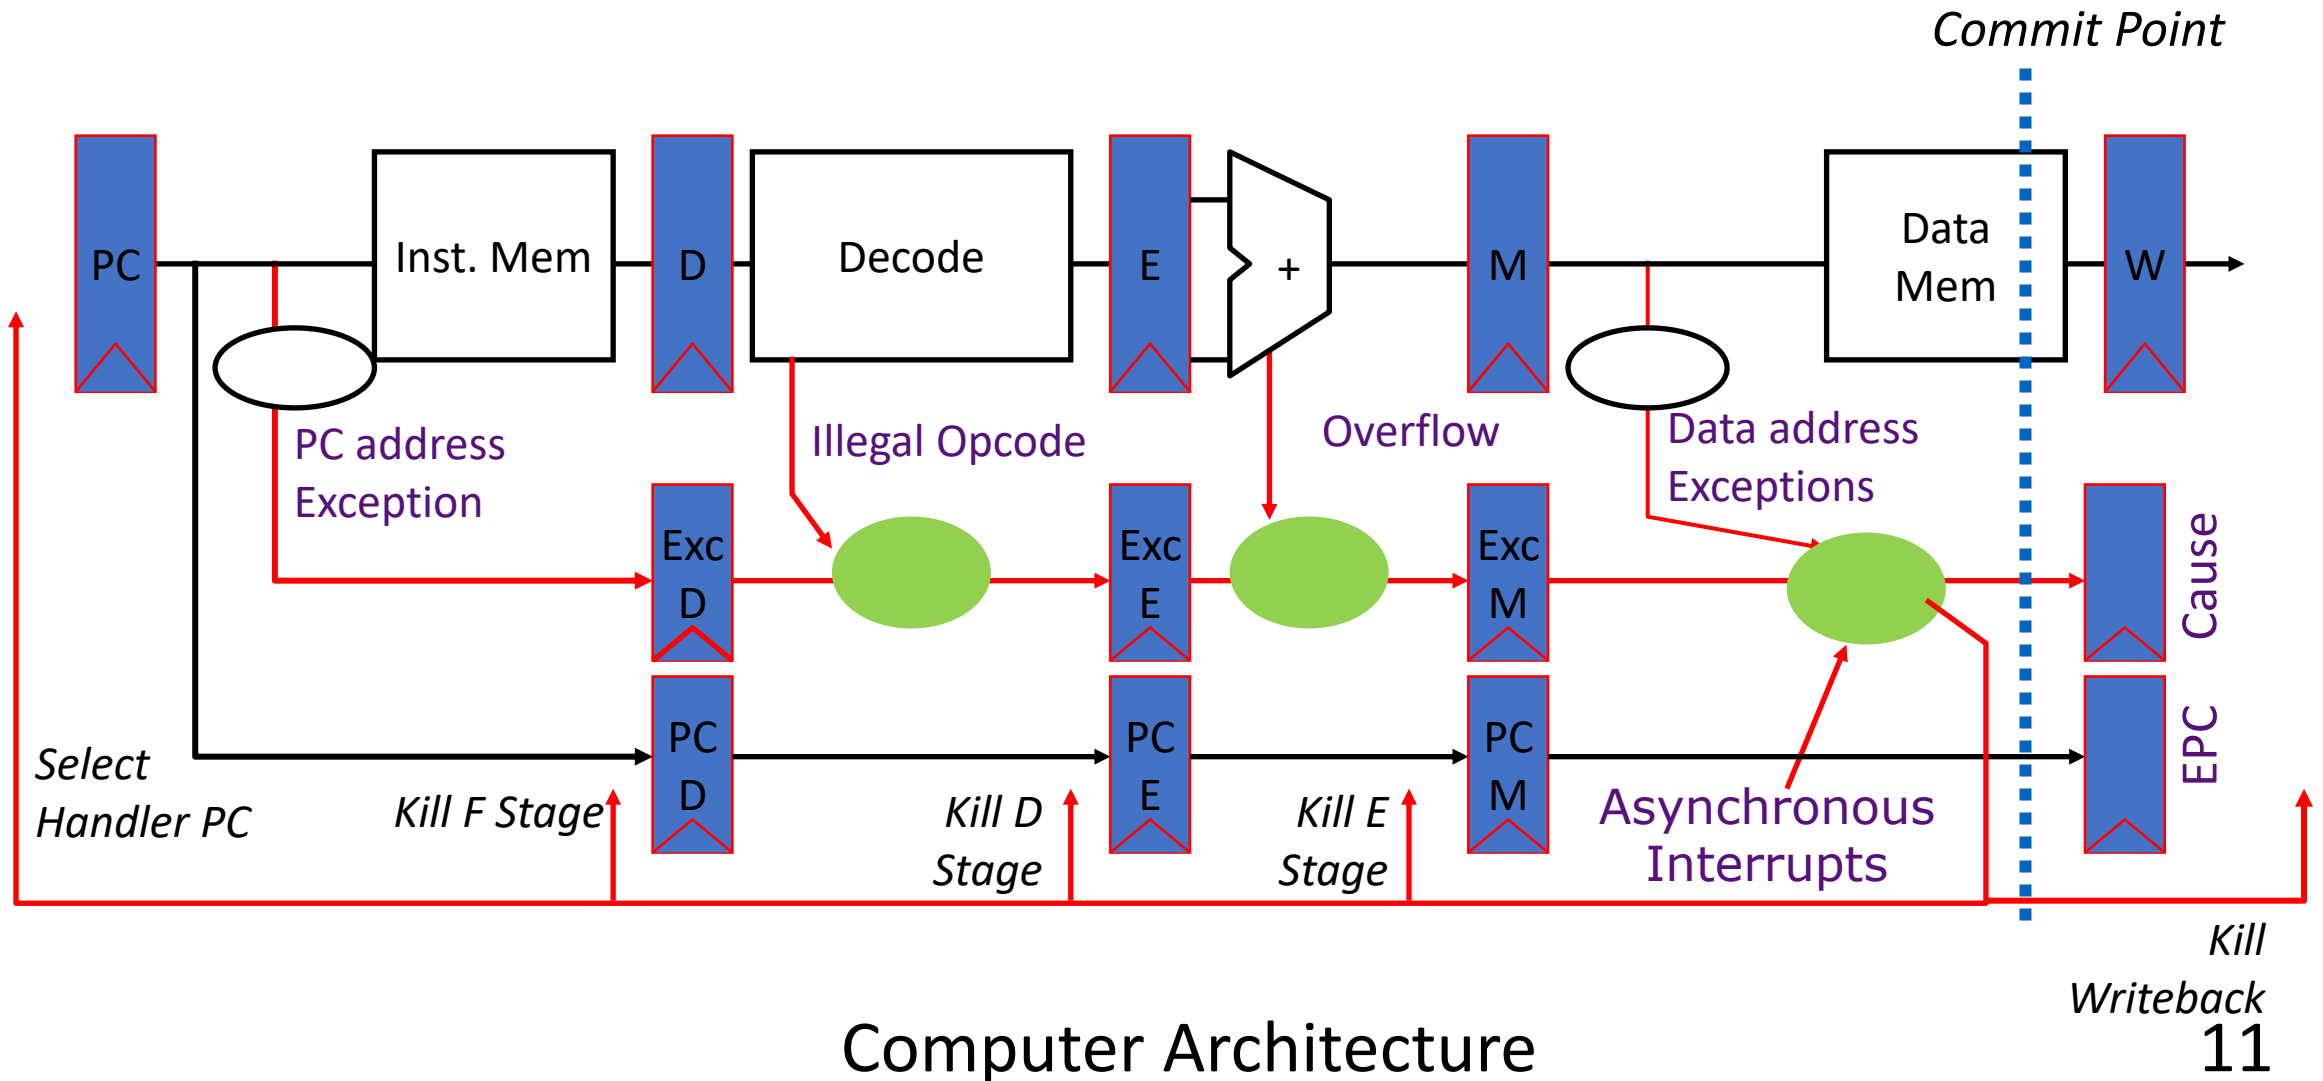 Commit Point
PC
Inst. Mem
D
Decode
E
+
M
Data
Mem
W
PC address
Exception
Illegal Opcode
Overflow
Data address
Exceptions
Exc
D
Exc
E
Exc
M
Cause
PC
D
PC
E
PC
M
EPC
Select
Handler PC
Kill F Stage
Kill D
Stage
Kill E
Stage
Asynchronous
Interrupts
Kill
Writeback
Computer Architecture
11